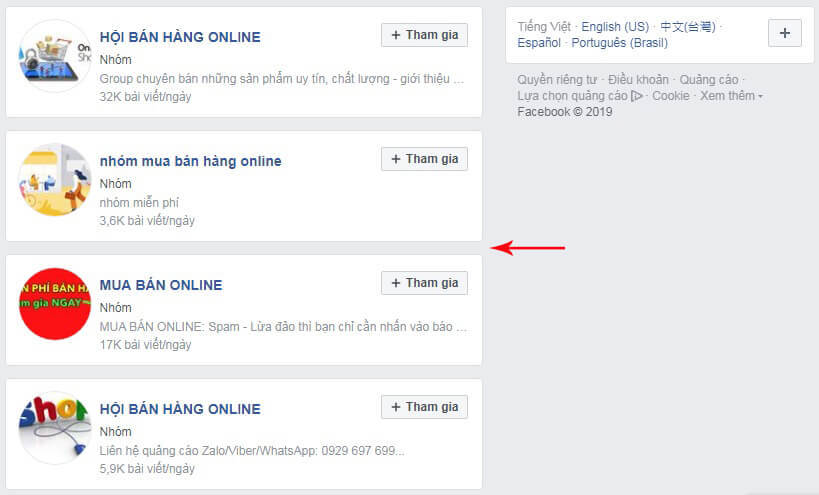 HỘI BÁN HÀNG ONLINE
+ Tham gia
Nhóm
Group chuyên bán những sản phẩm uy tín, chất lượng - giới thiệu ...
32K bài viết/ngày
nhóm mua bán hàng online
+ Tham gia
Nhóm
nhóm miễn phí
3,6K bài viết/ngày
N PHÍ BÁN HÀ
m gia NGAY~
MUA BÁN ONLINE
+ Tham gia
Nhóm
MUA BÁN ONLINE: Spam - Lừa đảo thì bạn chỉ cần nhấn vào báo ...
17K bài viết/ngày
Shop
HỘI BÁN HÀNG ONLINE
+ Tham gia
Nhóm
Liên hệ quảng cáo Zalo/Viber/WhatsApp: 0929 697 699...
5,9K bài viết/ngày
Tiếng Việt · English (US) · 中文(台灣) ·
Español · Português (Brasil)
+
Quyền riêng tư · Điều khoản · Quảng cáo ·
Lựa chọn quảng cáo · Cookie · Xem thêm
Facebook © 2019